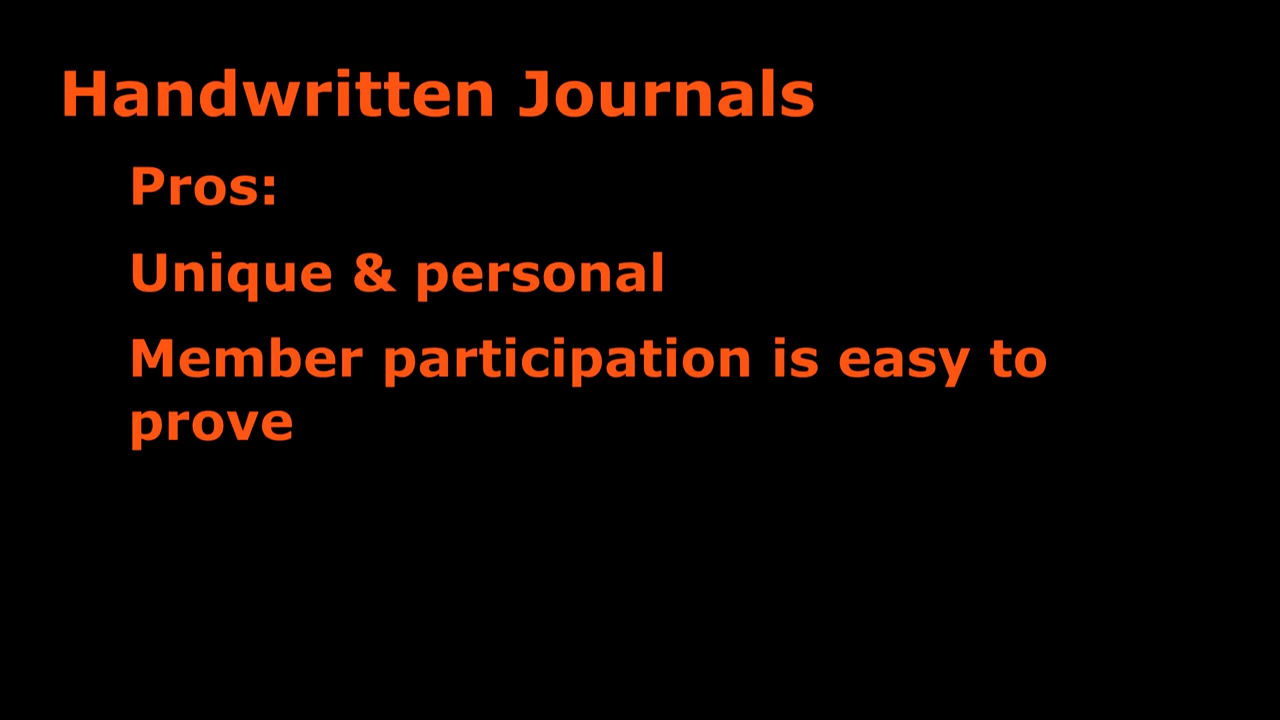 Handwritten Journals
Pros:
Unique & personal
Member participation is easy to
prove